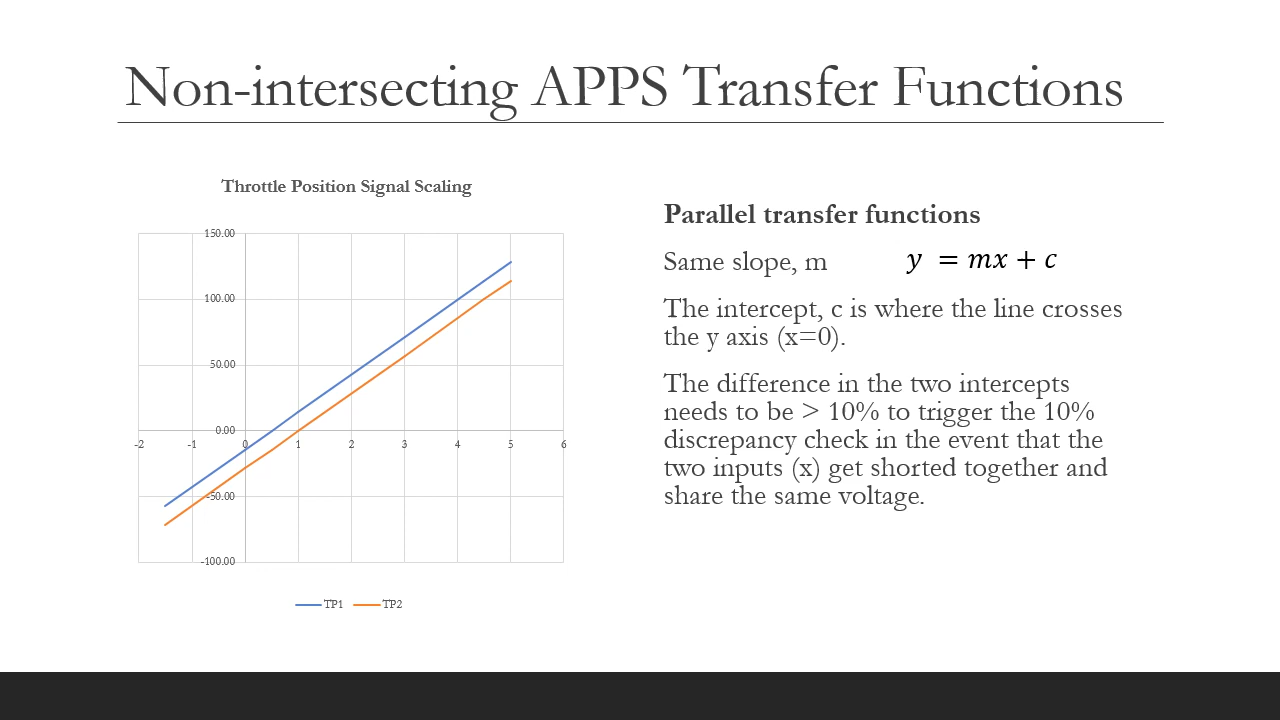 Non-intersecting APPS Transfer Functions
Throttle Position Signal Scaling
150.00
100.00
50.00
0.00
-2 -1 0 1 2 3 4 5 6
-50.00
-100.00
TP1 TP2
Parallel transfer functions
Same slope, m y = mx + c
The intercept, c is where the line crosses
the y axis (x=0).
The difference in the two intercepts
needs to be > 10% to trigger the 10%
discrepancy check in the event that the
two inputs (x) get shorted together and
share the same voltage.